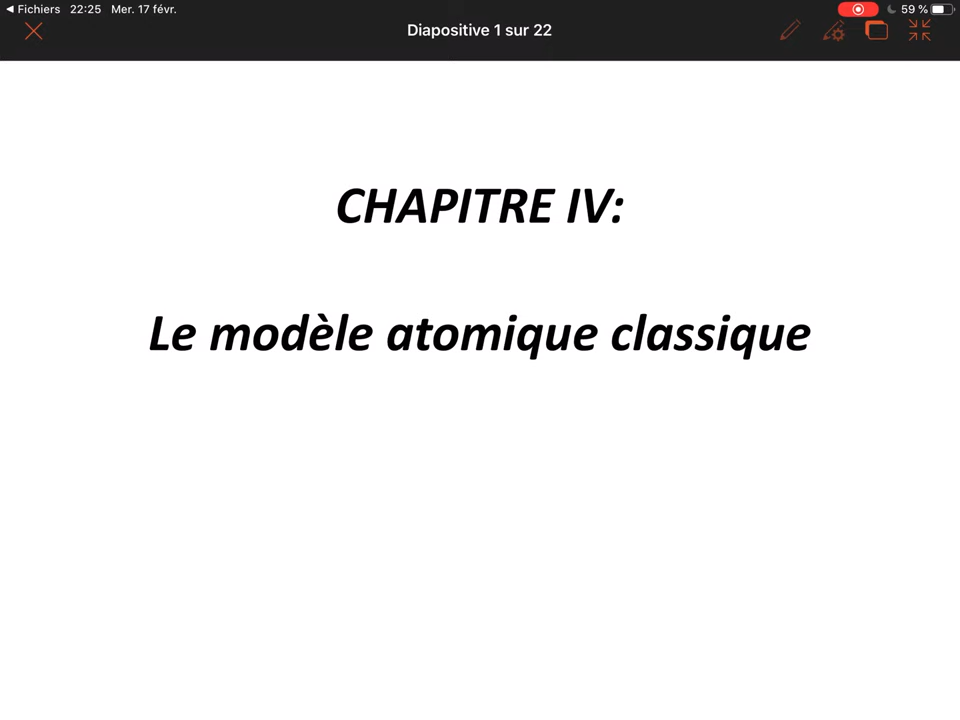 Fichiers 22:25 Mer. 17 févr. 59 %
Diapositive 1 sur 22
CHAPITRE IV:
Le modèle atomique classique